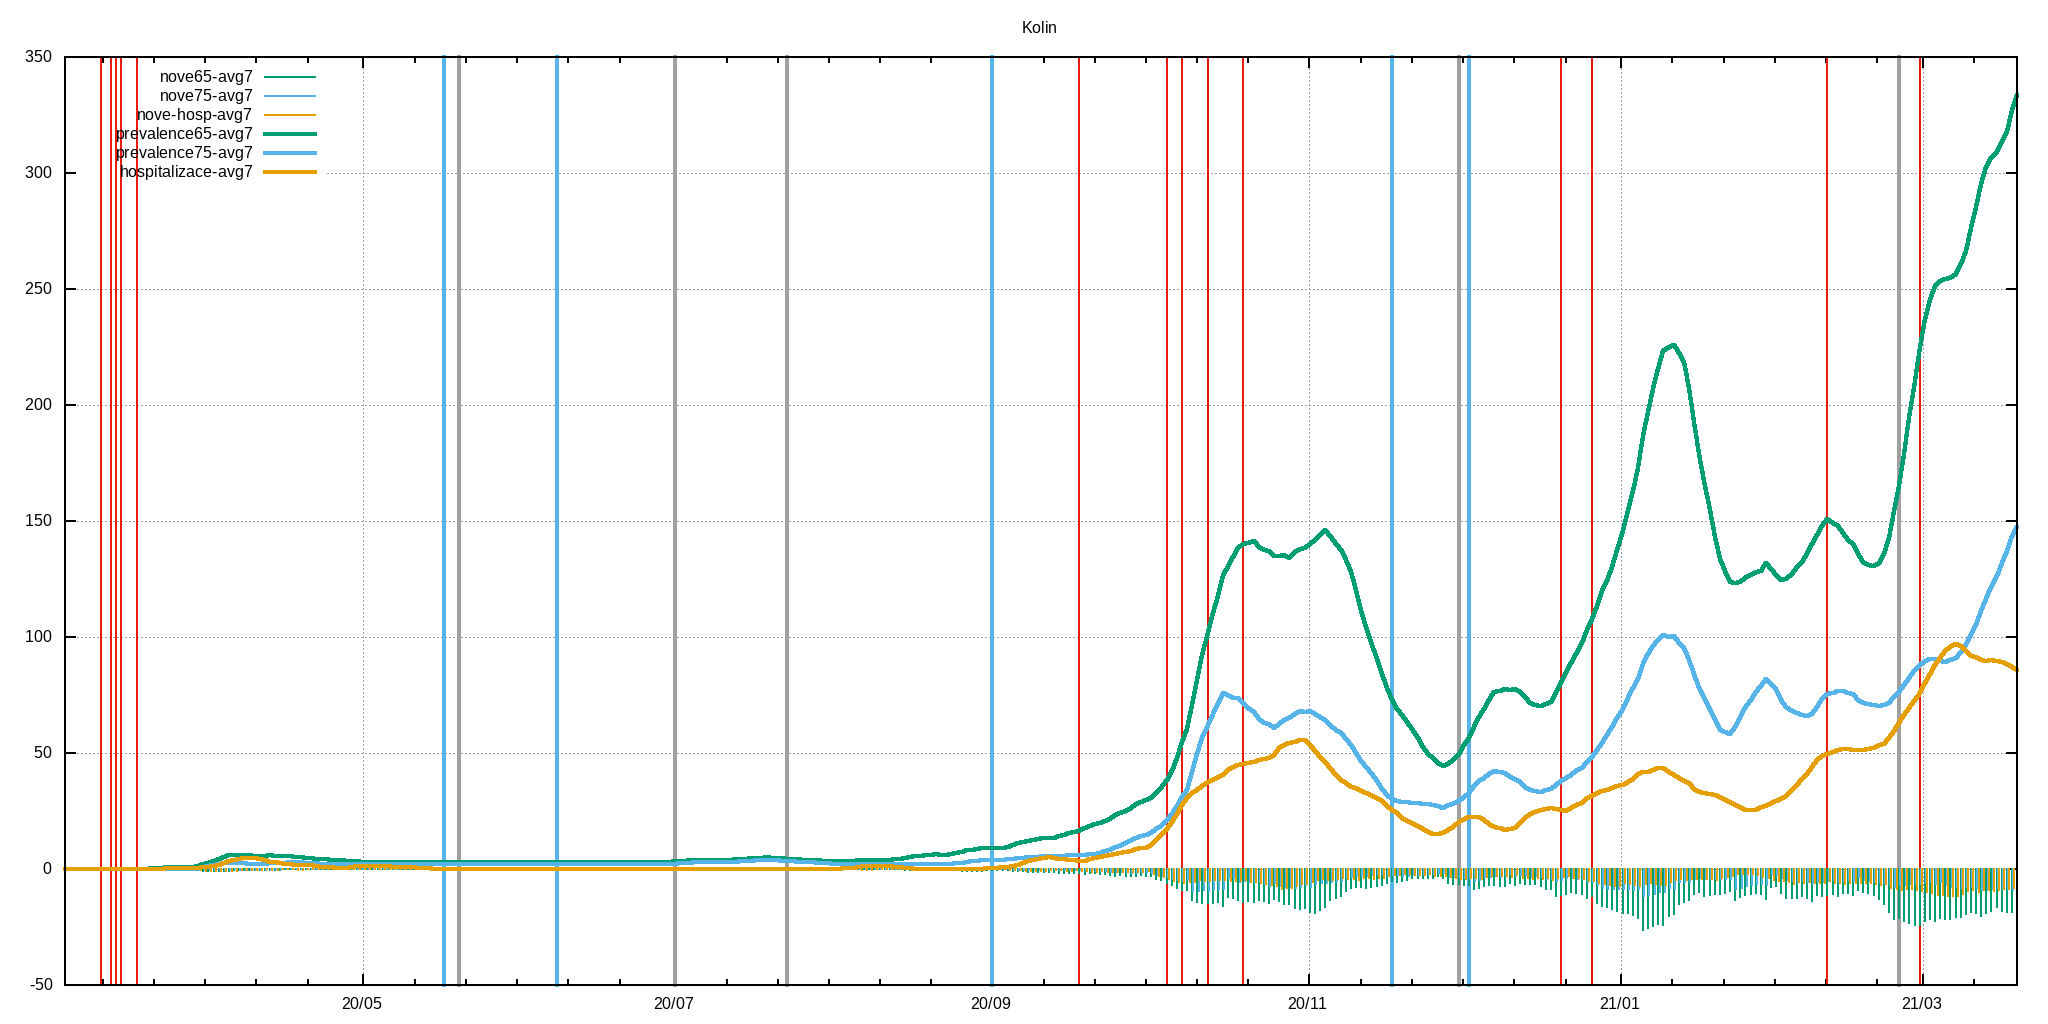 Kolin
350
300
250
200
150
100
50
0
-50
nove65-avg7
nove75-avg7
nove-hosp-avg7
prevalence65-avg7
prevalence75-avg7
hospitalizace-avg7
20/05
20/07
20/09
20/11
21/01
21/03